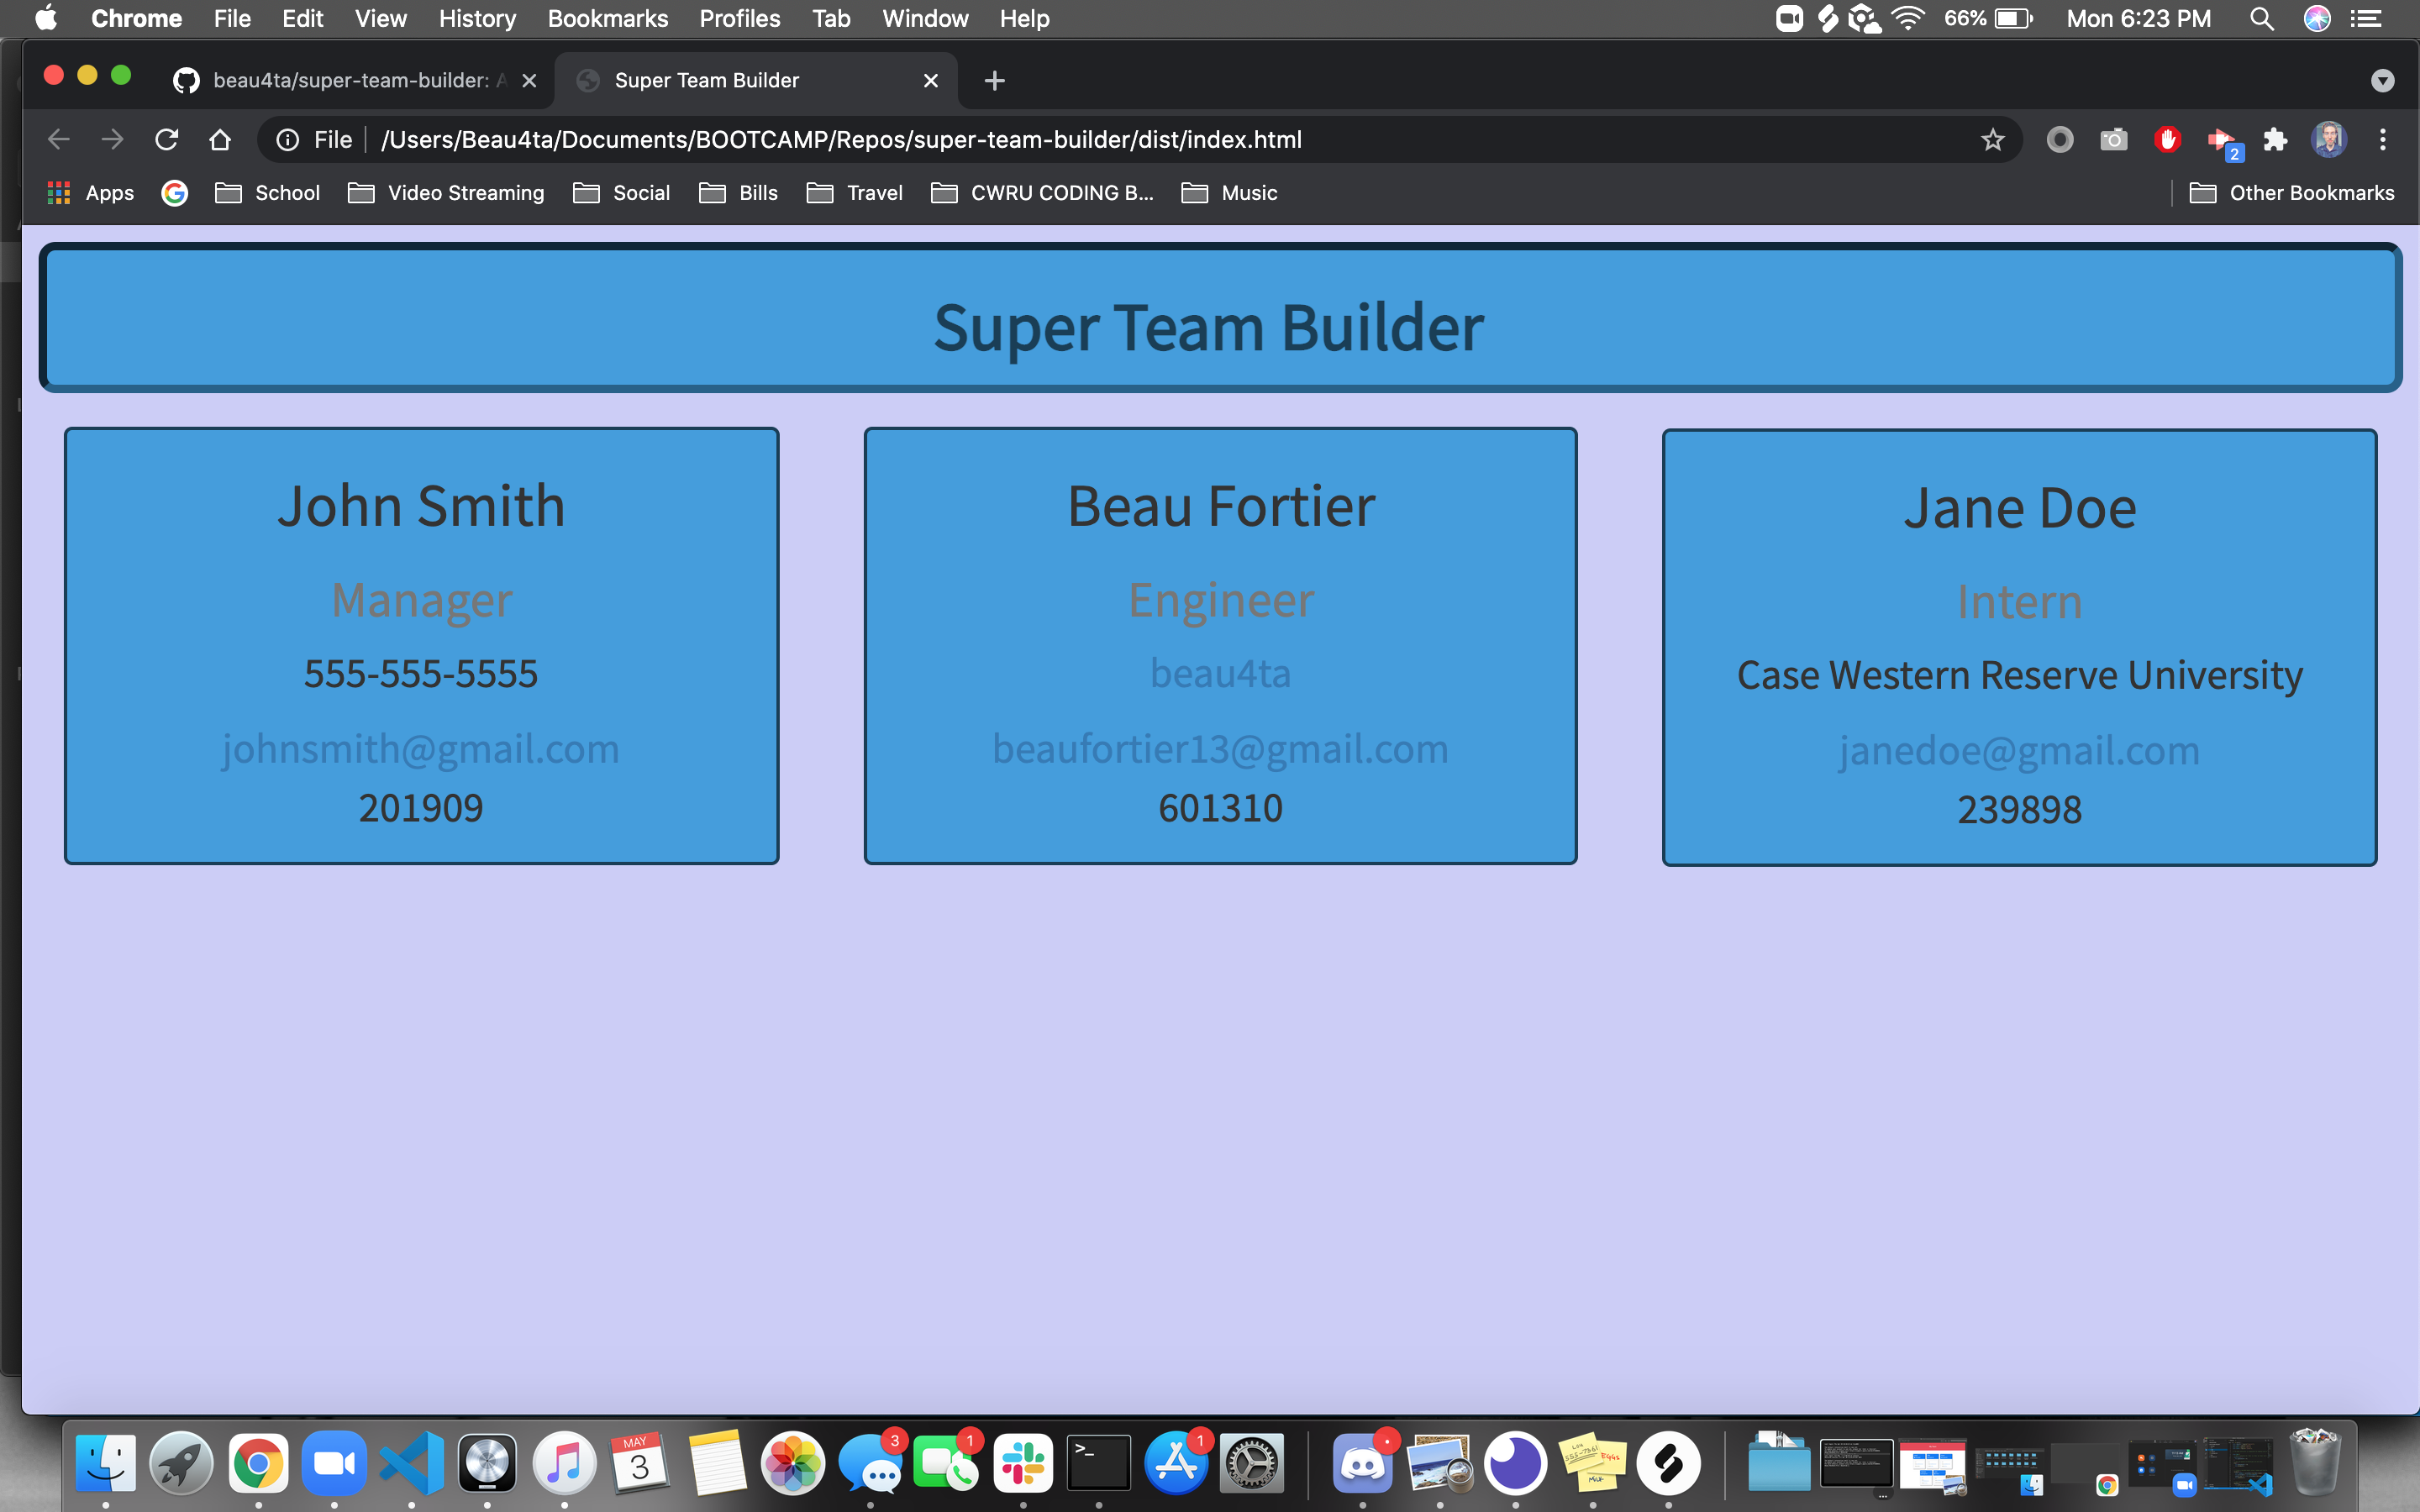 Chrome File Edit View History Bookmarks Profiles Tab Window Help 66% Mon 6:23 PM
beau4ta/super-team-builder: A Super Team Builder
File /Users/Beau4ta/Documents/BOOTCAMP/Repos/super-team-builder/dist/index.html 2
Apps School Video Streaming Social Bills Travel CWRU CODING B... Music Other Bookmarks
Super Team Builder
John Smith
Manager
555-555-5555
johnsmith@gmail.com
201909
Beau Fortier
Engineer
beau4ta
beaufortier13@gmail.com
601310
Jane Doe
Intern
Case Western Reserve University
janedoe@gmail.com
239898
MAY
3
3
1
>_
1
EGGS
MILK